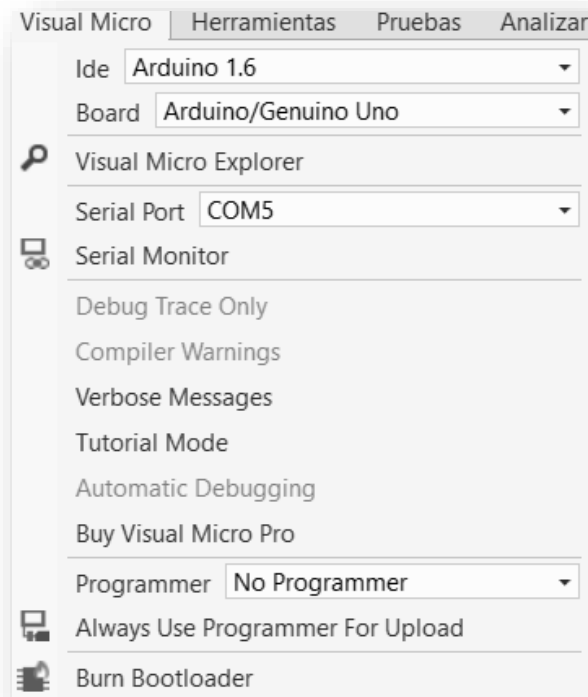 Visual Micro Herramientas Pruebas Analizar
Ide Arduino 1.6
Board Arduino/Genuino Uno
Visual Micro Explorer
Serial Port COM5
Serial Monitor
Debug Trace Only
Compiler Warnings
Verbose Messages
Tutorial Mode
Automatic Debugging
Buy Visual Micro Pro
Programmer No Programmer
Always Use Programmer For Upload
Burn Bootloader